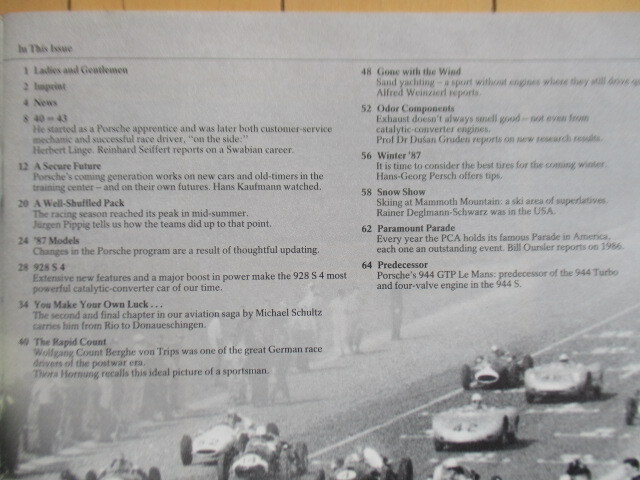 In This Issue
1 Ladies and Gentlemen
2 Imprint
4 News
8 40 = 43
He started as a Porsche apprentice and was later both customer-service
mechanic and successful race driver, "on the side:"
Herbert Linge. Reinhard Seiffert reports on a Swabian career.
12 A Secure Future
Porsche's coming generation works on new cars and old-timers in the
training center – and on their own futures. Hans Kaufmann watched.
20 A Well-Shuffled Pack
The racing season reached its peak in mid-summer.
Jürgen Pippig tells us how the teams did up to that point.
24 '87 Models
Changes in the Porsche program are a result of thoughtful updating.
28 928 S 4
Extensive new features and a major boost in power make the 928 S 4 most
powerful catalytic-converter car of our time.
34 You Make Your Own Luck . . .
The second and final chapter in our aviation saga by Michael Schultz
carries him from Rio to Donaueschingen.
40 The Rapid Count
Wolfgang Count Berghe von Trips was one of the great German race
drivers of the postwar era.
Thora Hornung recalls this ideal picture of a sportsman.
48 Gone with the Wind
Sand yachting – a sport without engines where they still drive
Alfred Weinzierl reports.
52 Odor Components
Exhaust doesn't always smell good – not even from
catalytic-converter engines.
Prof Dr Dušan Gruden reports on new research results.
56 Winter '87
It is time to consider the best tires for the coming winter.
Hans-Georg Persch offers tips.
58 Snow Show
Skiing at Mammoth Mountain: a ski area of superlatives.
Rainer Deglmann-Schwarz was in the USA.
62 Paramount Parade
Every year the PCA holds its famous Parade in America,
each one an outstanding event. Bill Oursler reports on 1986.
64 Predecessor
Porsche's 944 GTP Le Mans: predecessor of the 944 Turbo
and four-valve engine in the 944 S.
42